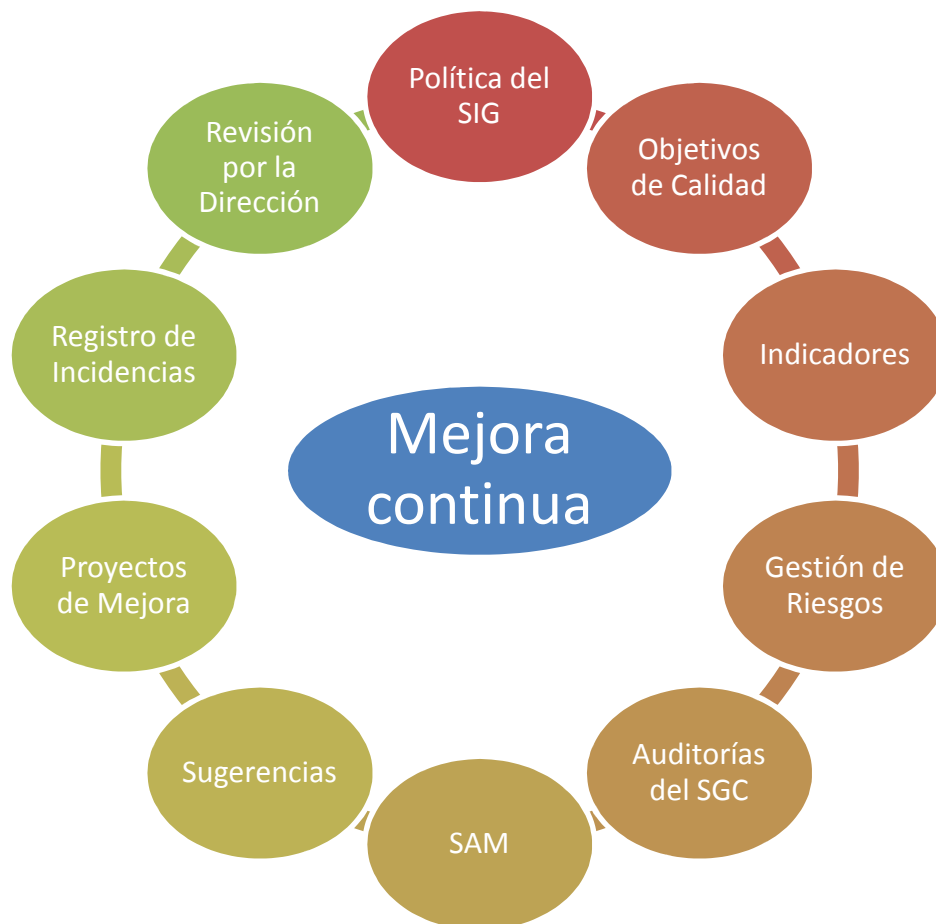 Política del
SIG
Objetivos
de Calidad
Indicadores
Gestión de
Riesgos
Auditorías
del SGC
SAM
Sugerencias
Proyectos
de Mejora
Registro de
Incidencias
Revisión
por la
Dirección
Mejora
continua